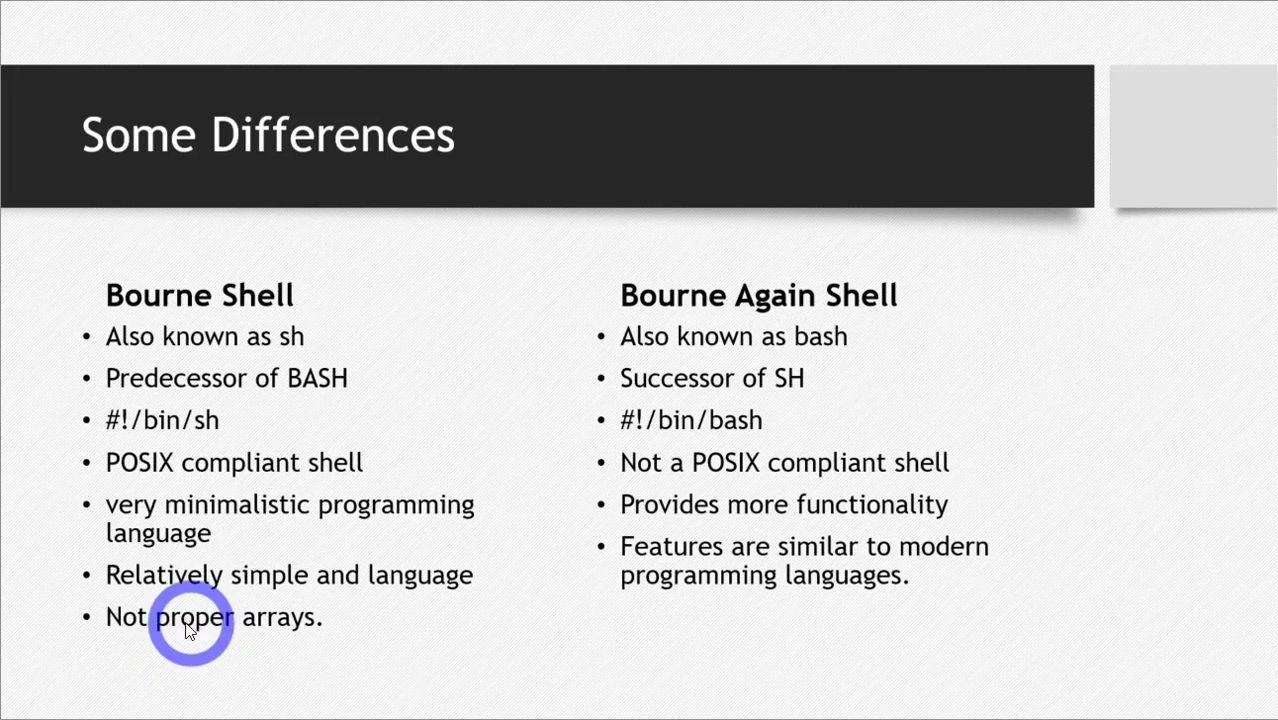 Some Differences
Bourne Shell
• Also known as sh
• Predecessor of BASH
• #!/bin/sh
• POSIX compliant shell
• very minimalistic programming
language
• Relatively simple and language
• Not proper arrays.
Bourne Again Shell
• Also known as bash
• Successor of SH
• #!/bin/bash
• Not a POSIX compliant shell
• Provides more functionality
• Features are similar to modern
programming languages.